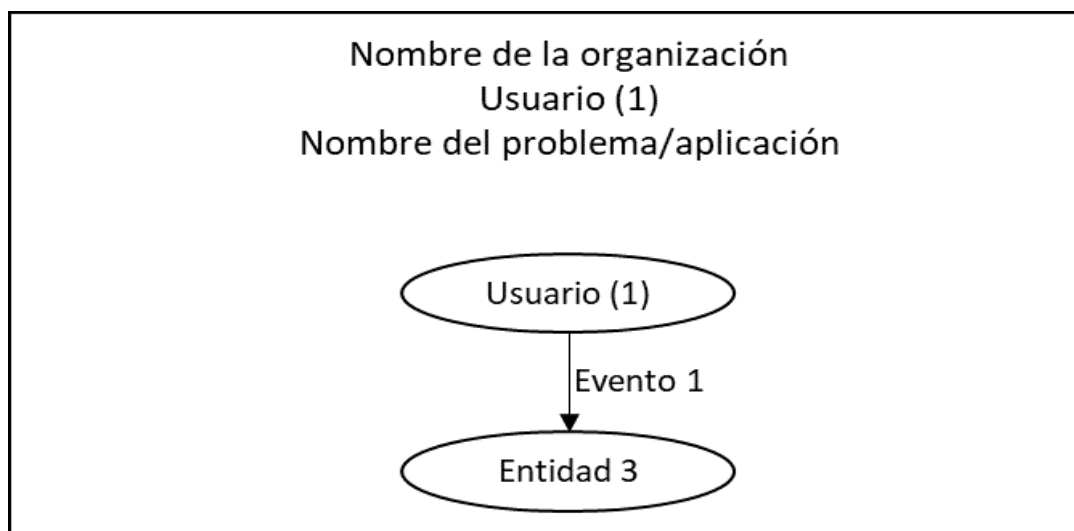 Nombre de la organización
Usuario (1)
Nombre del problema/aplicación
Usuario (1)
Evento 1
Entidad 3